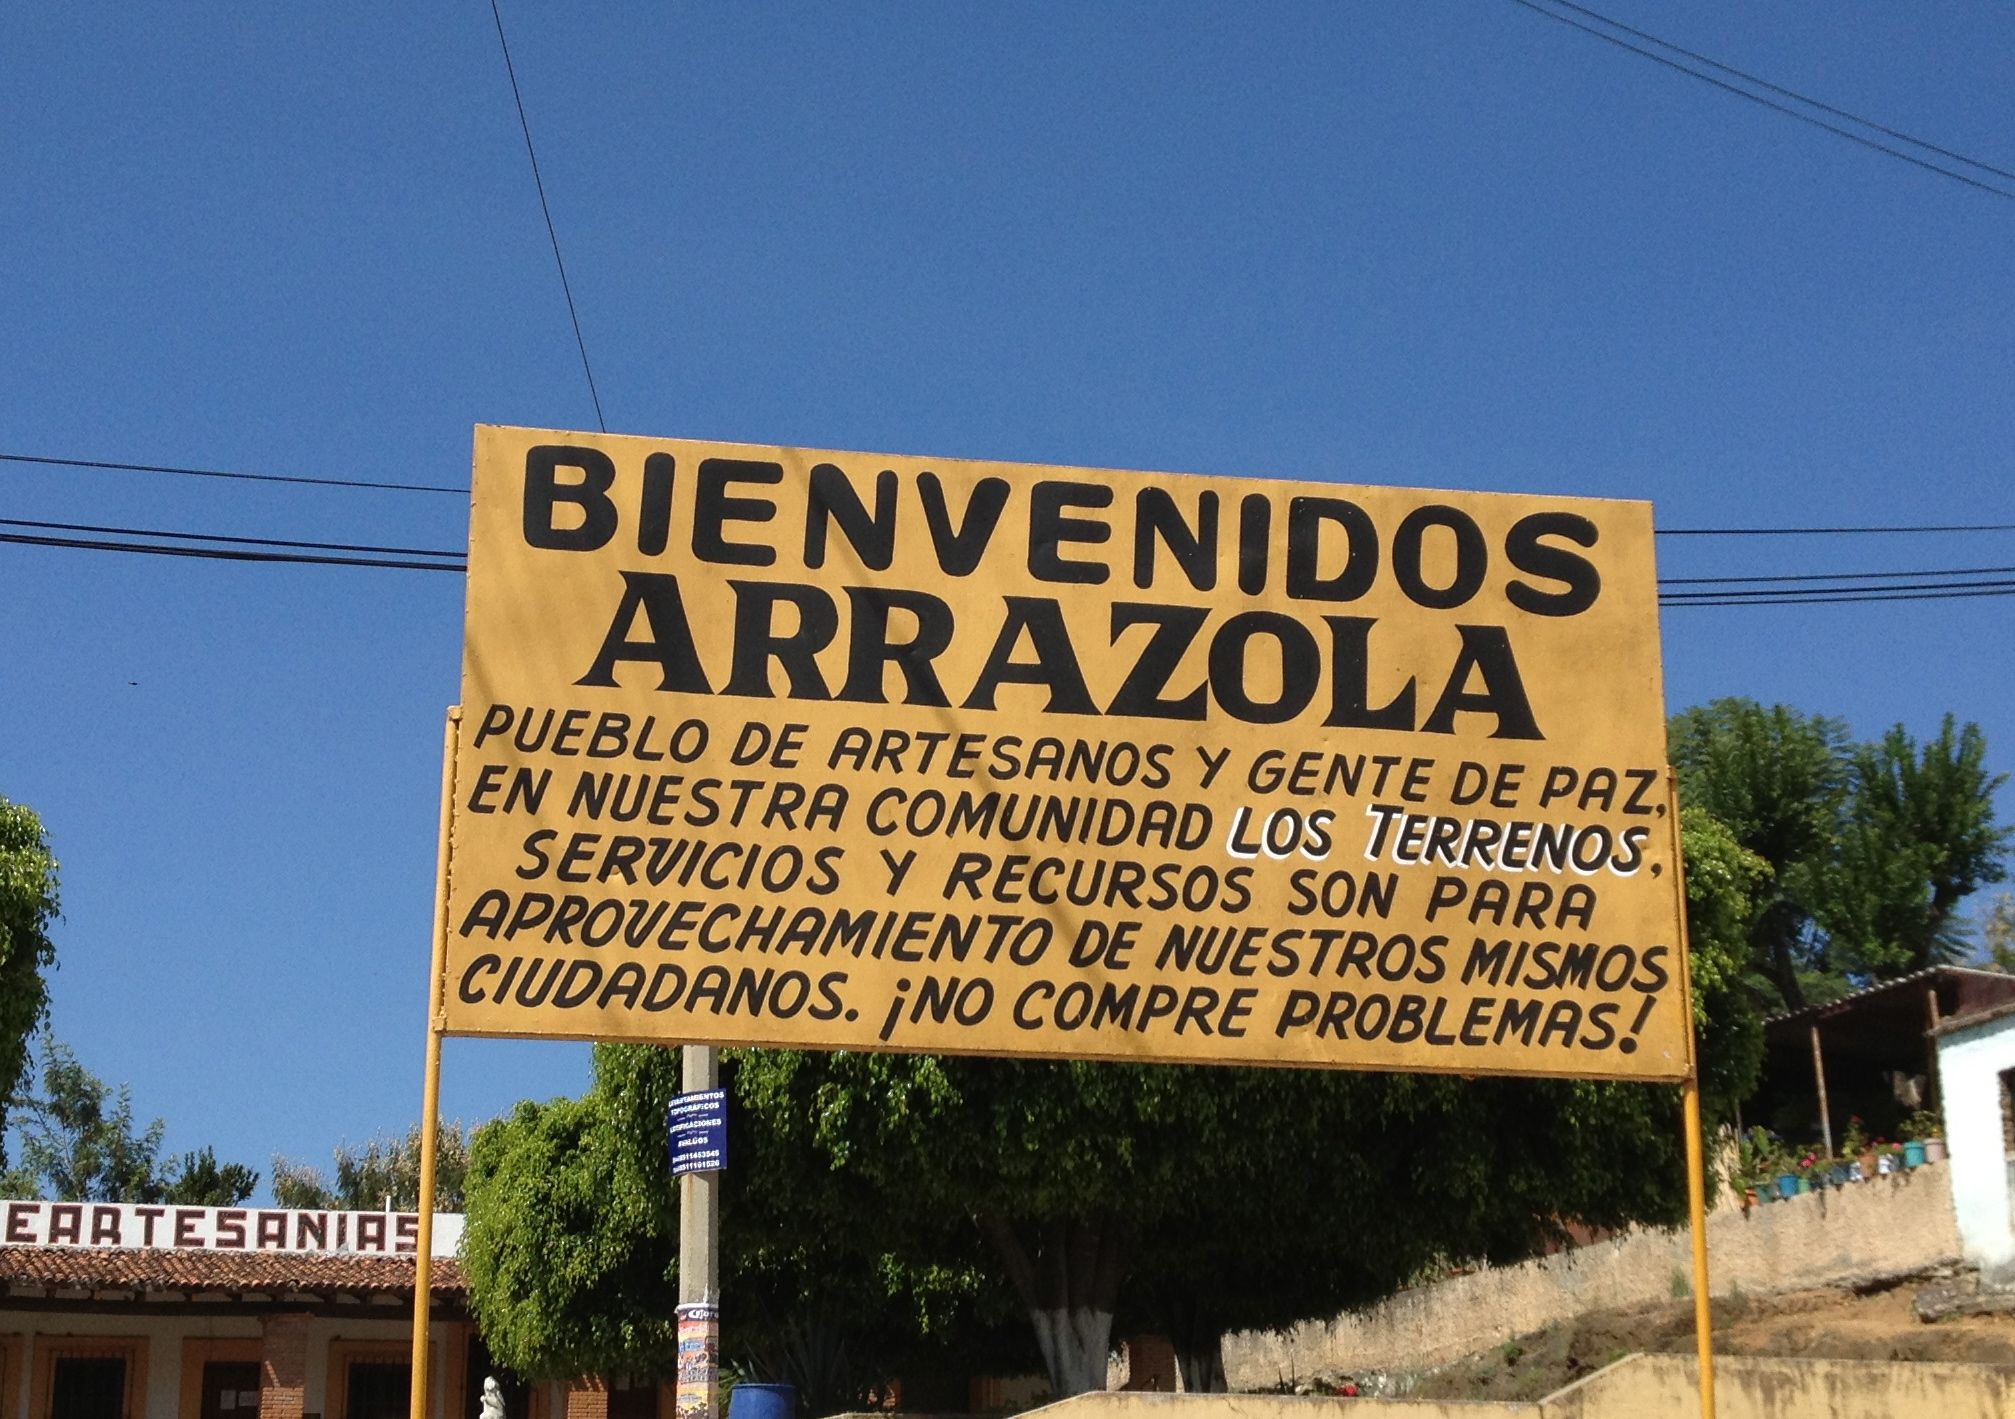 BIENVENIDOS
ARRAZOLA
PUEBLO DE ARTESANOS Y GENTE DE PAZ,
EN NUESTRA COMUNIDAD LOS TERRENOS,
SERVICIOS Y RECURSOS SON PARA
APROVECHAMIENTO DE NUESTROS MISMOS
CIUDADANOS. ¡NO COMPRE PROBLEMAS!
EARTESANIAS
TOPOGRAFICOS